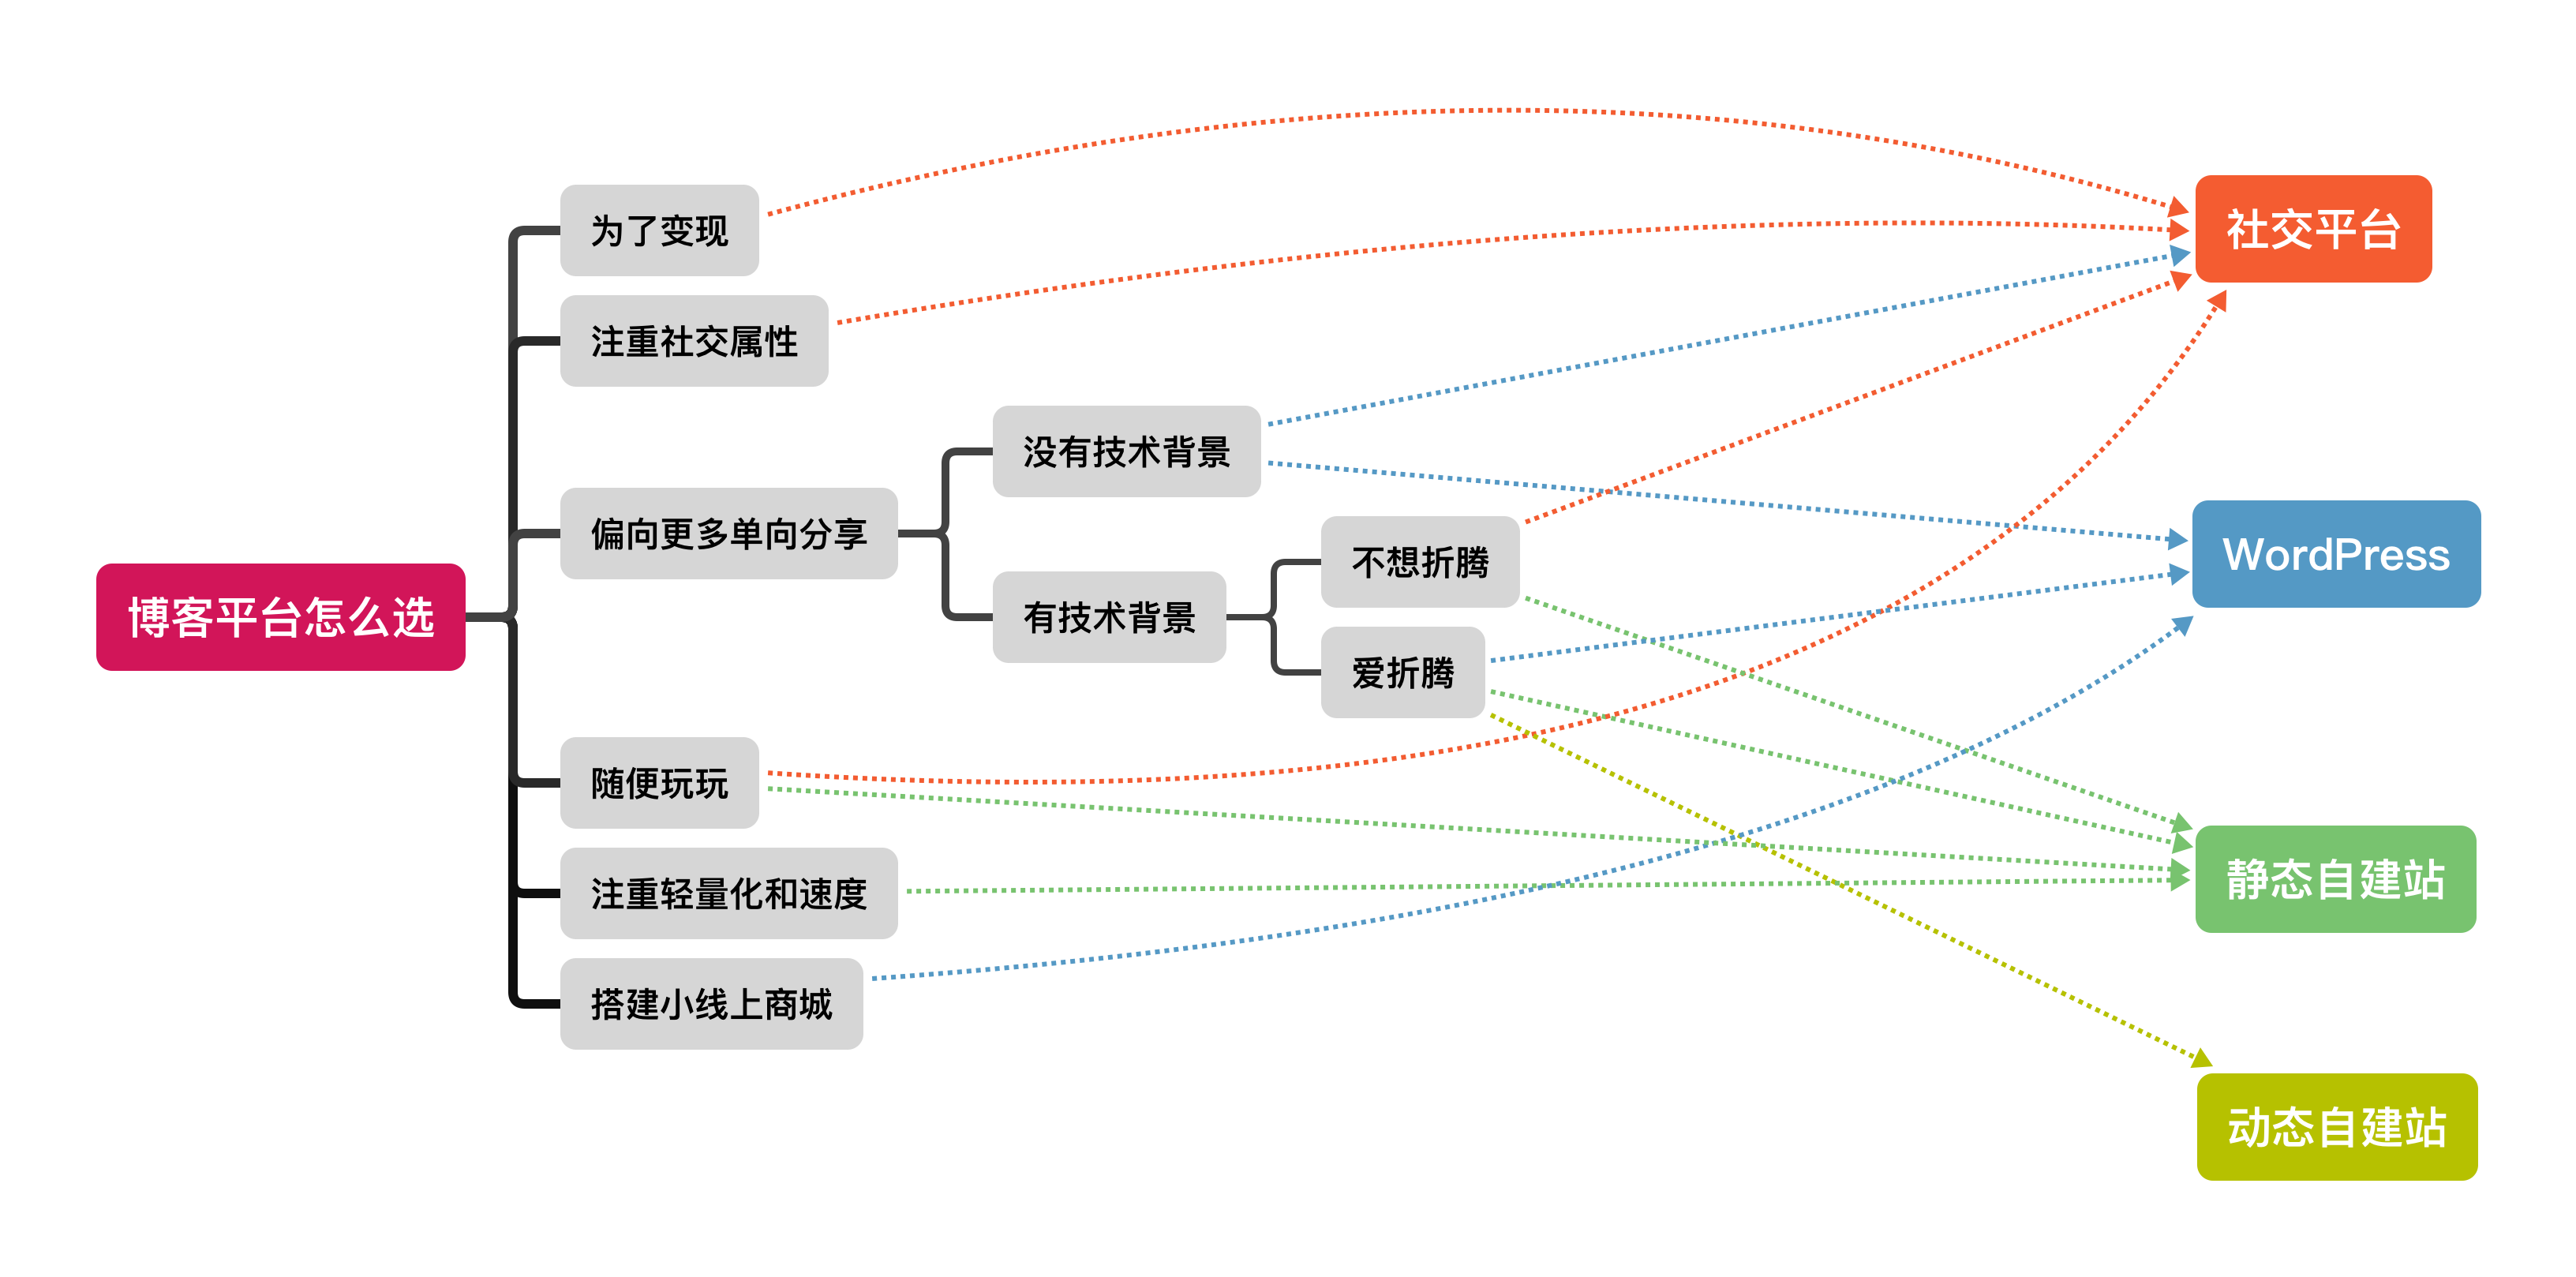 博客平台怎么选
为了变现
注重社交属性
偏向更多单向分享
没有技术背景
有技术背景
不想折腾
爱折腾
随便玩玩
注重轻量化和速度
搭建小线上商城
社交平台
WordPress
静态自建站
动态自建站